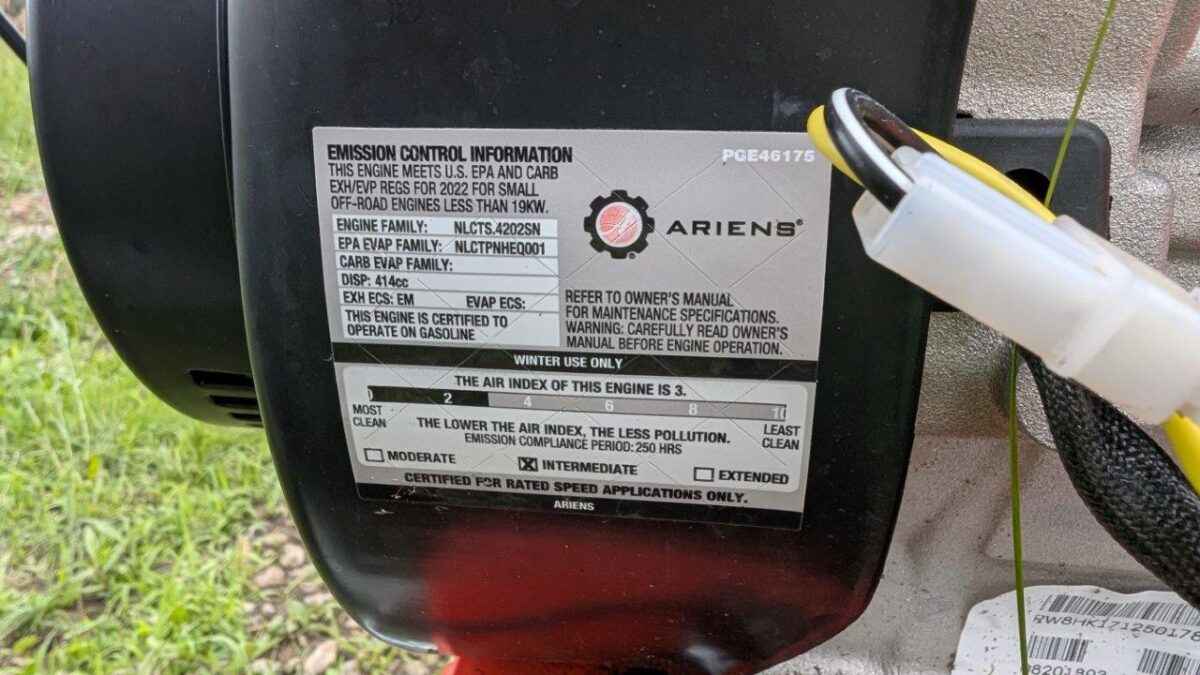 EMISSION CONTROL INFORMATION
PGE46175
THIS ENGINE MEETS U.S. EPA AND CARB
EXH/EVP REGS FOR 2022 FOR SMALL
OFF-ROAD ENGINES LESS THAN 19KW.
ENGINE FAMILY: NLCTS.4202SN
EPA EVAP FAMILY: NLCTPNHEQ001
CARB EVAP FAMILY:
DISP: 414cc
EXH ECS: EM EVAP ECS:
THIS ENGINE IS CERTIFIED TO
OPERATE ON GASOLINE
ARIENS®
REFER TO OWNER'S MANUAL
FOR MAINTENANCE SPECIFICATIONS.
WARNING: CAREFULLY READ OWNER'S
MANUAL BEFORE ENGINE OPERATION.
WINTER USE ONLY
THE AIR INDEX OF THIS ENGINE IS 3.
0 2 4 6 8 10
MOST
CLEAN
LEAST
CLEAN
THE LOWER THE AIR INDEX, THE LESS POLLUTION.
EMISSION COMPLIANCE PERIOD: 250 HRS
MODERATE INTERMEDIATE EXTENDED
CERTIFIED FOR RATED SPEED APPLICATIONS ONLY.
ARIENS